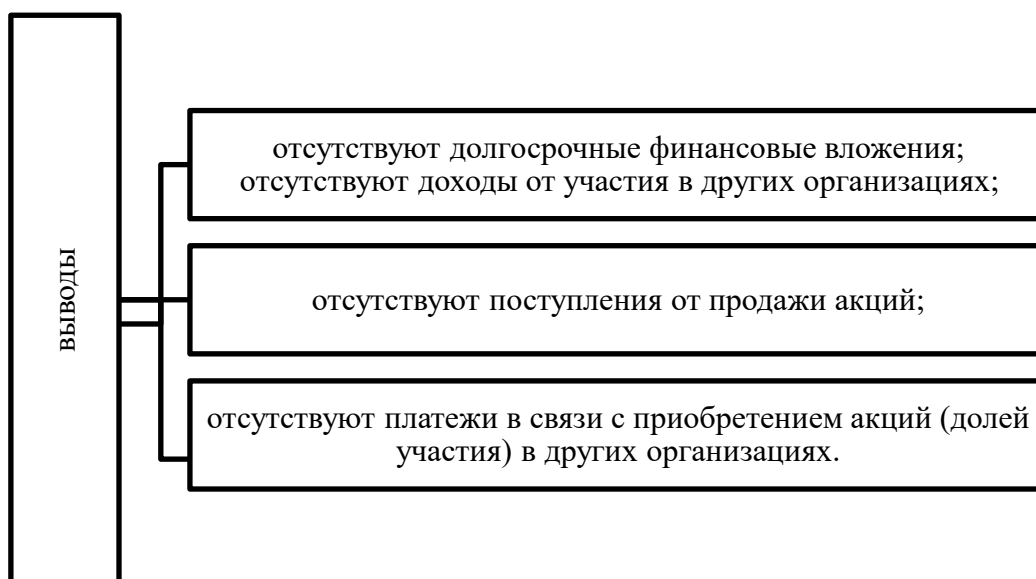 выводы
отсутствуют долгосрочные финансовые вложения;
отсутствуют доходы от участия в других организациях;
отсутствуют поступления от продажи акций;
отсутствуют платежи в связи с приобретением акций (долей
участия) в других организациях.